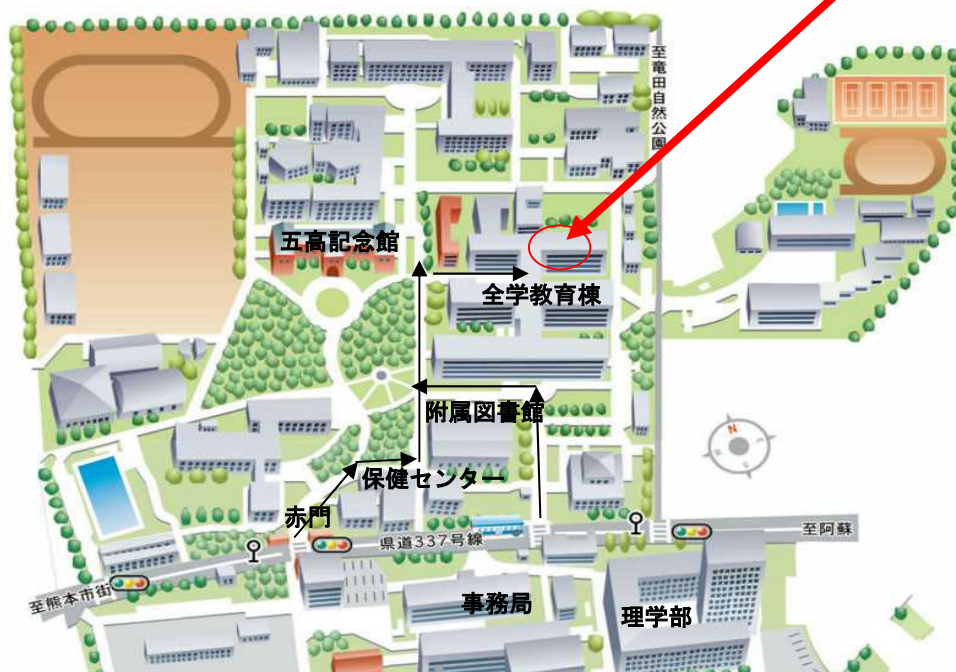 至竜田自然公園
五高記念館
全学教育棟
附属図書館
N
保健センター
赤門
県道337号線
至阿蘇
至熊本市街
事務局
理学部